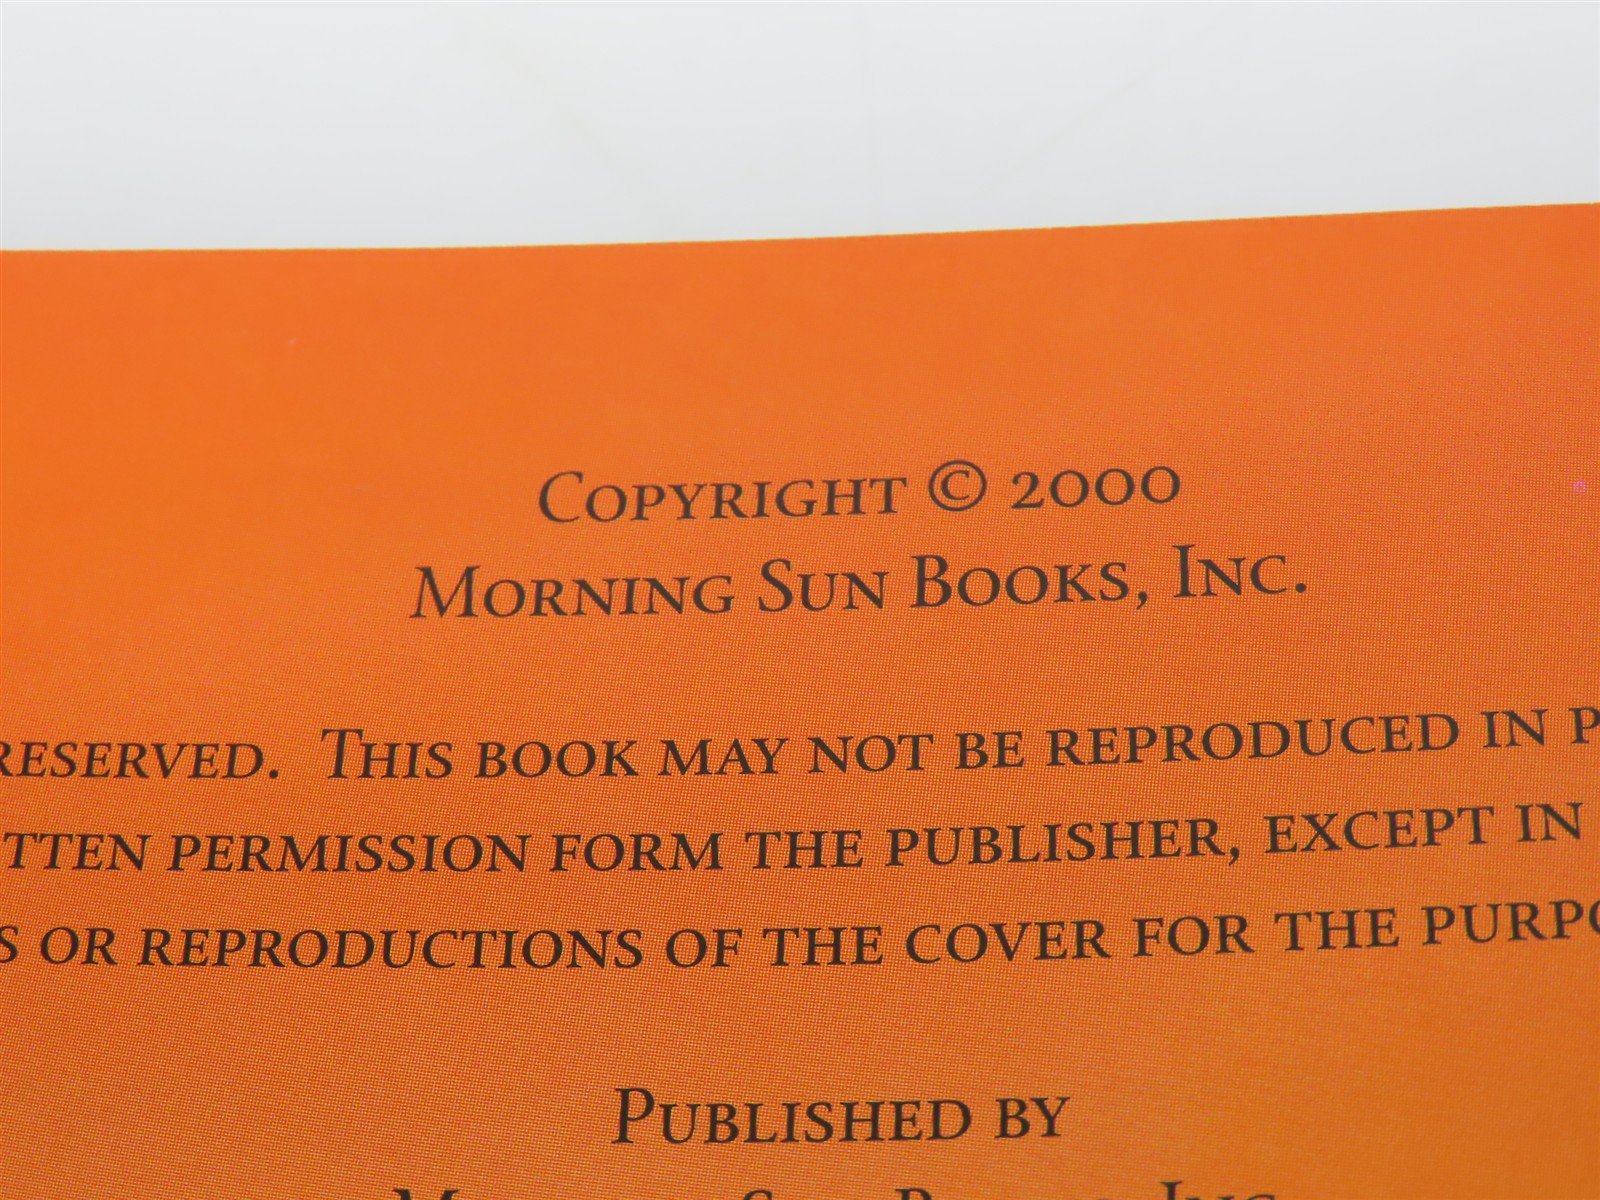 Copyright © 2000
Morning Sun Books, Inc.
reserved. This book may not be reproduced in
permission form the publisher, except in
or reproductions of the cover for the
Published by